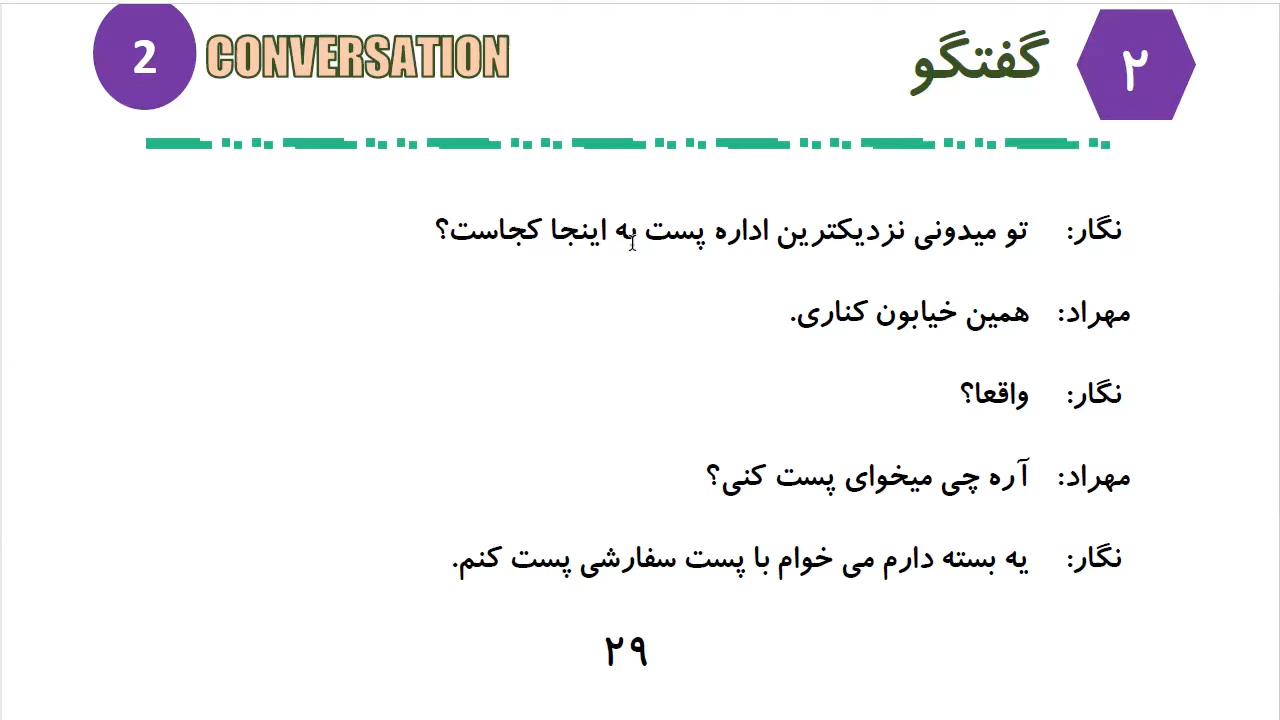 ۲ گفتگو CONVERSATION 2
نگار: تو میدونی نزدیکترین اداره پست به اینجا کجاست؟
مهراد: همین خیابون کناری.
نگار: واقعا؟
مهراد: آره چی میخوای پست کنی؟
نگار: یه بسته دارم می خوام با پست سفارشی پست کنم.
۲۹